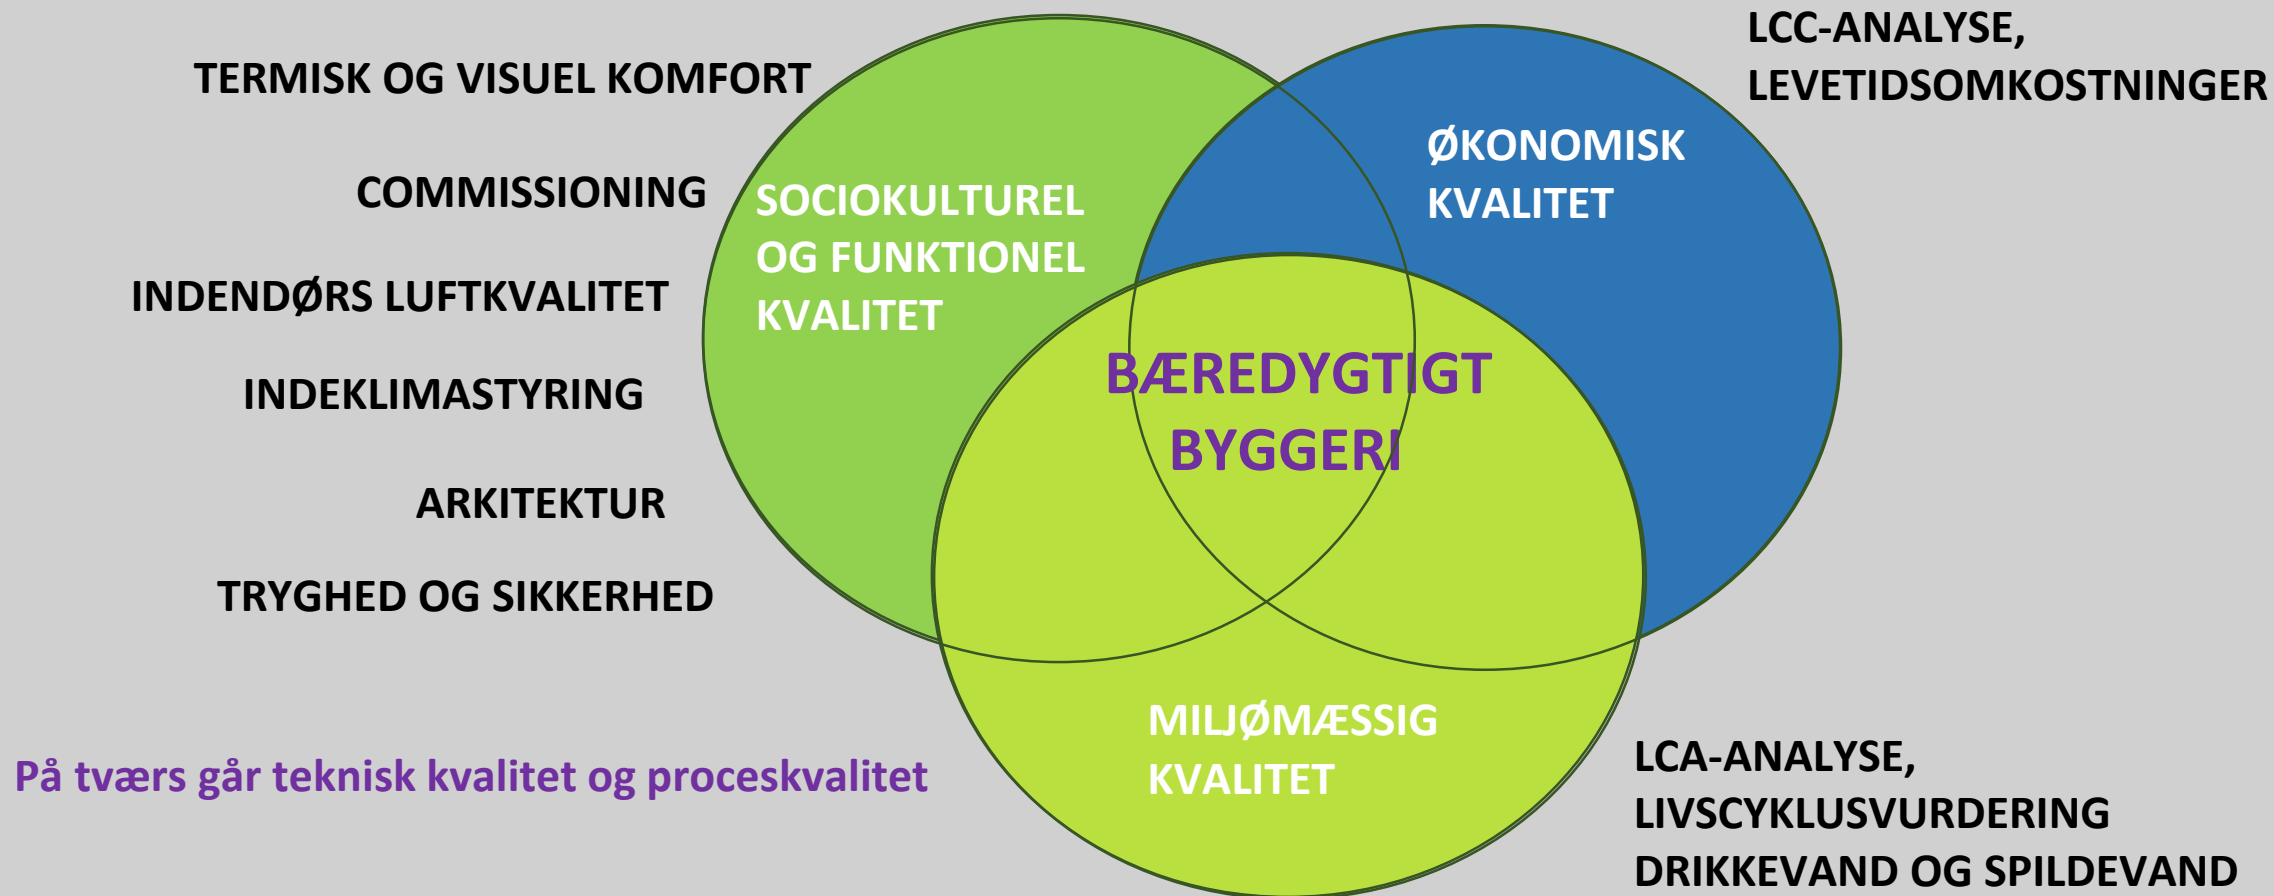 TERMISK OG VISUEL KOMFORT
COMMISSIONING
INDENDØRS LUFTKVALITET
INDEKLIMASTYRING
ARKITEKTUR
TRYGHED OG SIKKERHED
SOCIOKULTUREL
OG FUNKTIONEL
KVALITET
ØKONOMISK
KVALITET
LCC-ANALYSE,
LEVETIDSOMKOSTNINGER
BÆREDYGTIGT
BYGGERI
MILJØMÆSSIG
KVALITET
På tværs går teknisk kvalitet og proceskvalitet
LCA-ANALYSE,
LIVSCYKLUSVURDERING
DRIKKEVAND OG SPILDEVAND